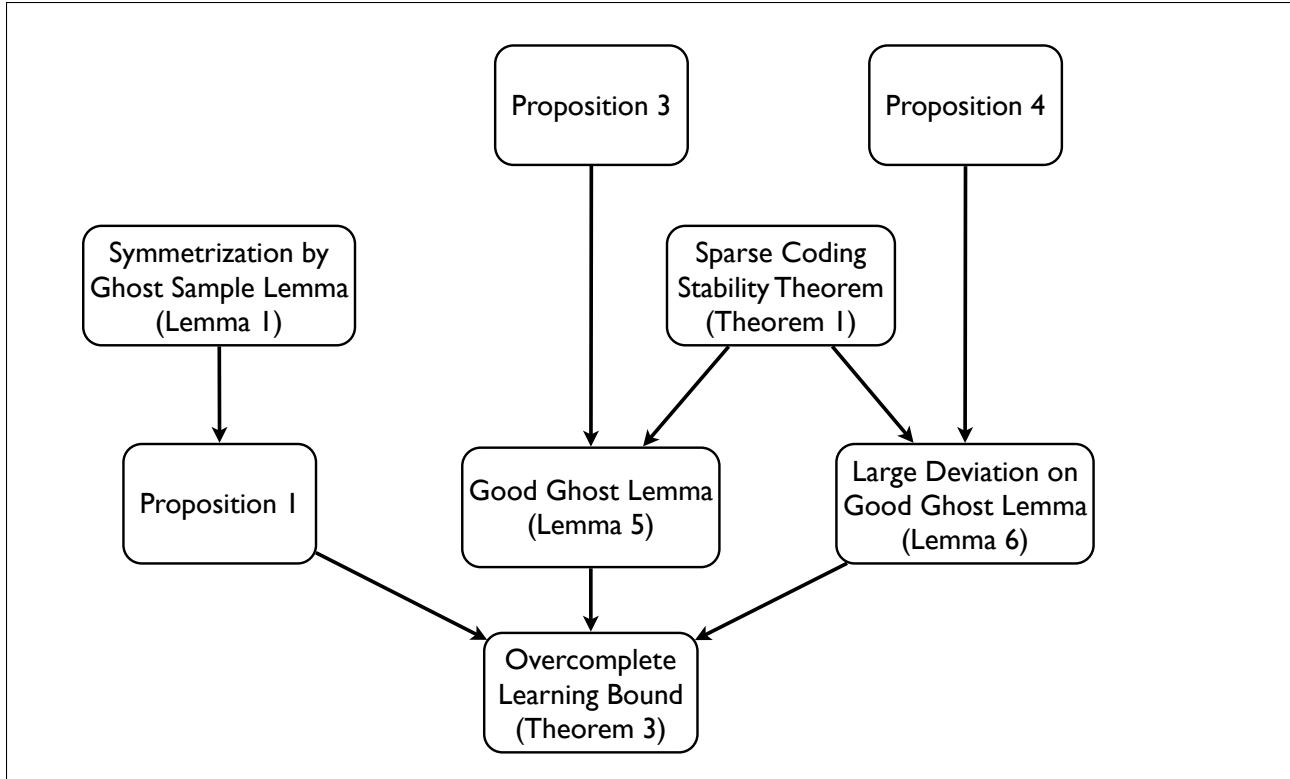 Proposition 3
Proposition 4
Symmetrization by
Ghost Sample Lemma
(Lemma 1)
Sparse Coding
Stability Theorem
(Theorem 1)
Proposition 1
Good Ghost Lemma
(Lemma 5)
Large Deviation on
Good Ghost Lemma
(Lemma 6)
Overcomplete
Learning Bound
(Theorem 3)